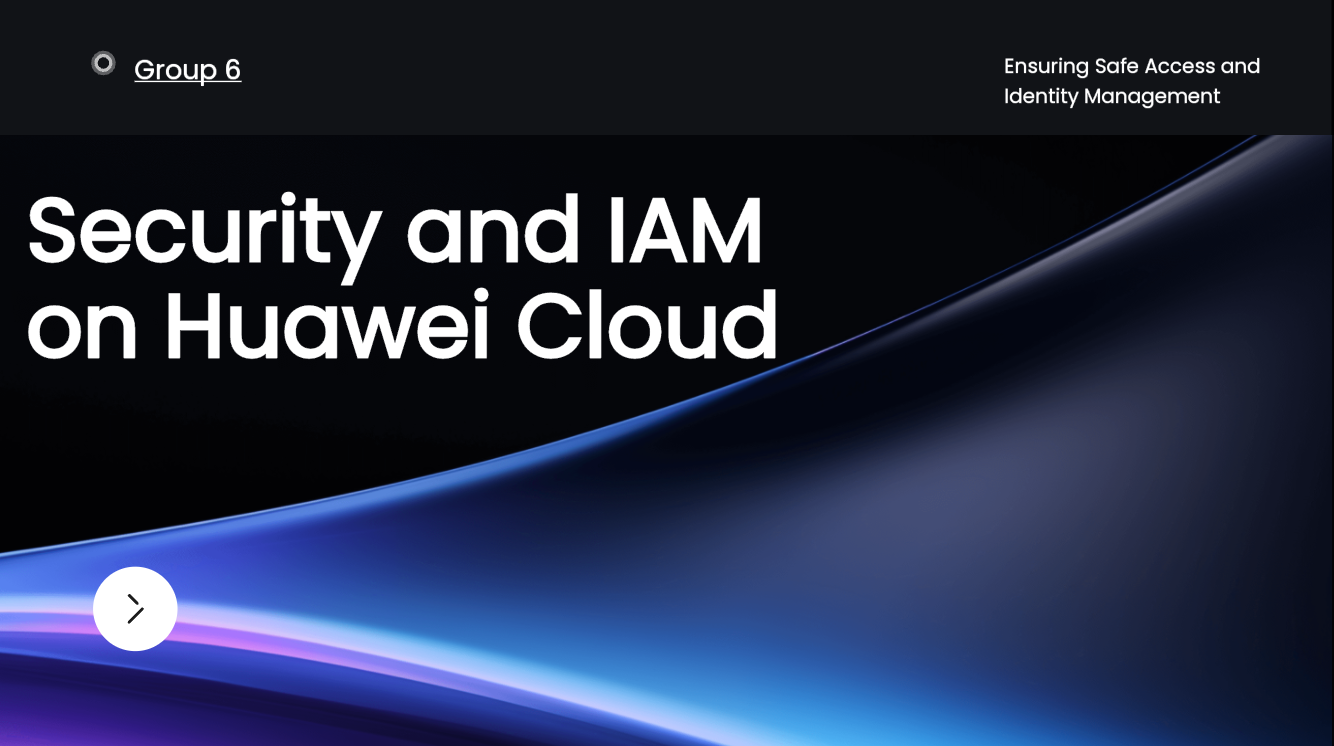 Group 6
Ensuring Safe Access and
Identity Management
Security and IAM
on Huawei Cloud